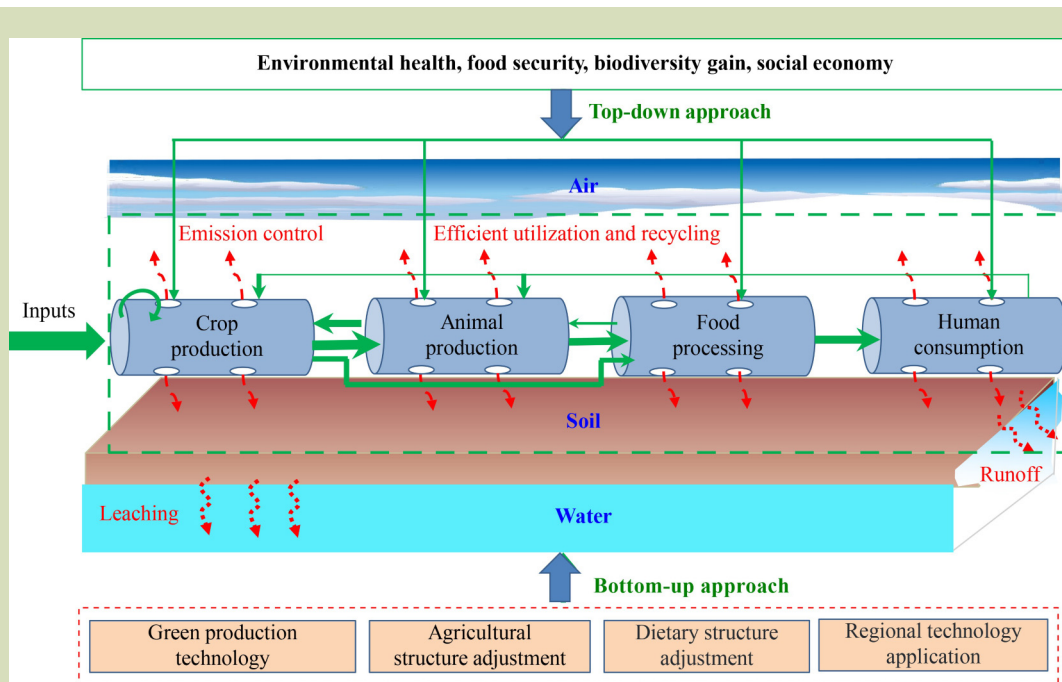 Environmental health, food security, biodiversity gain, social economy
Top-down approach
Air
Emission control
Efficient utilization and recycling
Inputs
Crop
production
Animal
production
Food
processing
Human
consumption
Soil
Runoff
Leaching
Water
Bottom-up approach
Green production
technology
Agricultural
structure adjustment
Dietary structure
adjustment
Regional technology
application